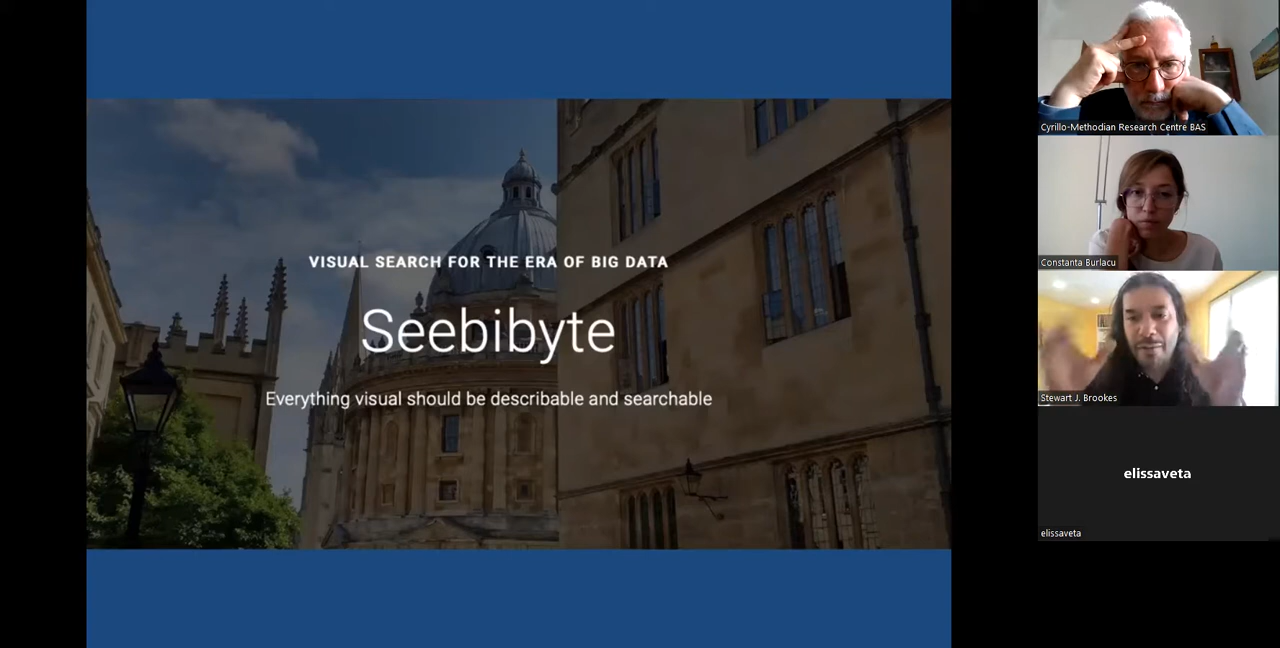 VISUAL SEARCH FOR THE ERA OF BIG DATA
Seebibyte
Everything visual should be describable and searchable
Cyrillo-Methodian Research Centre BAS
Constanta Burlacu
Stewart J. Brookes
elissaveta
elissaveta